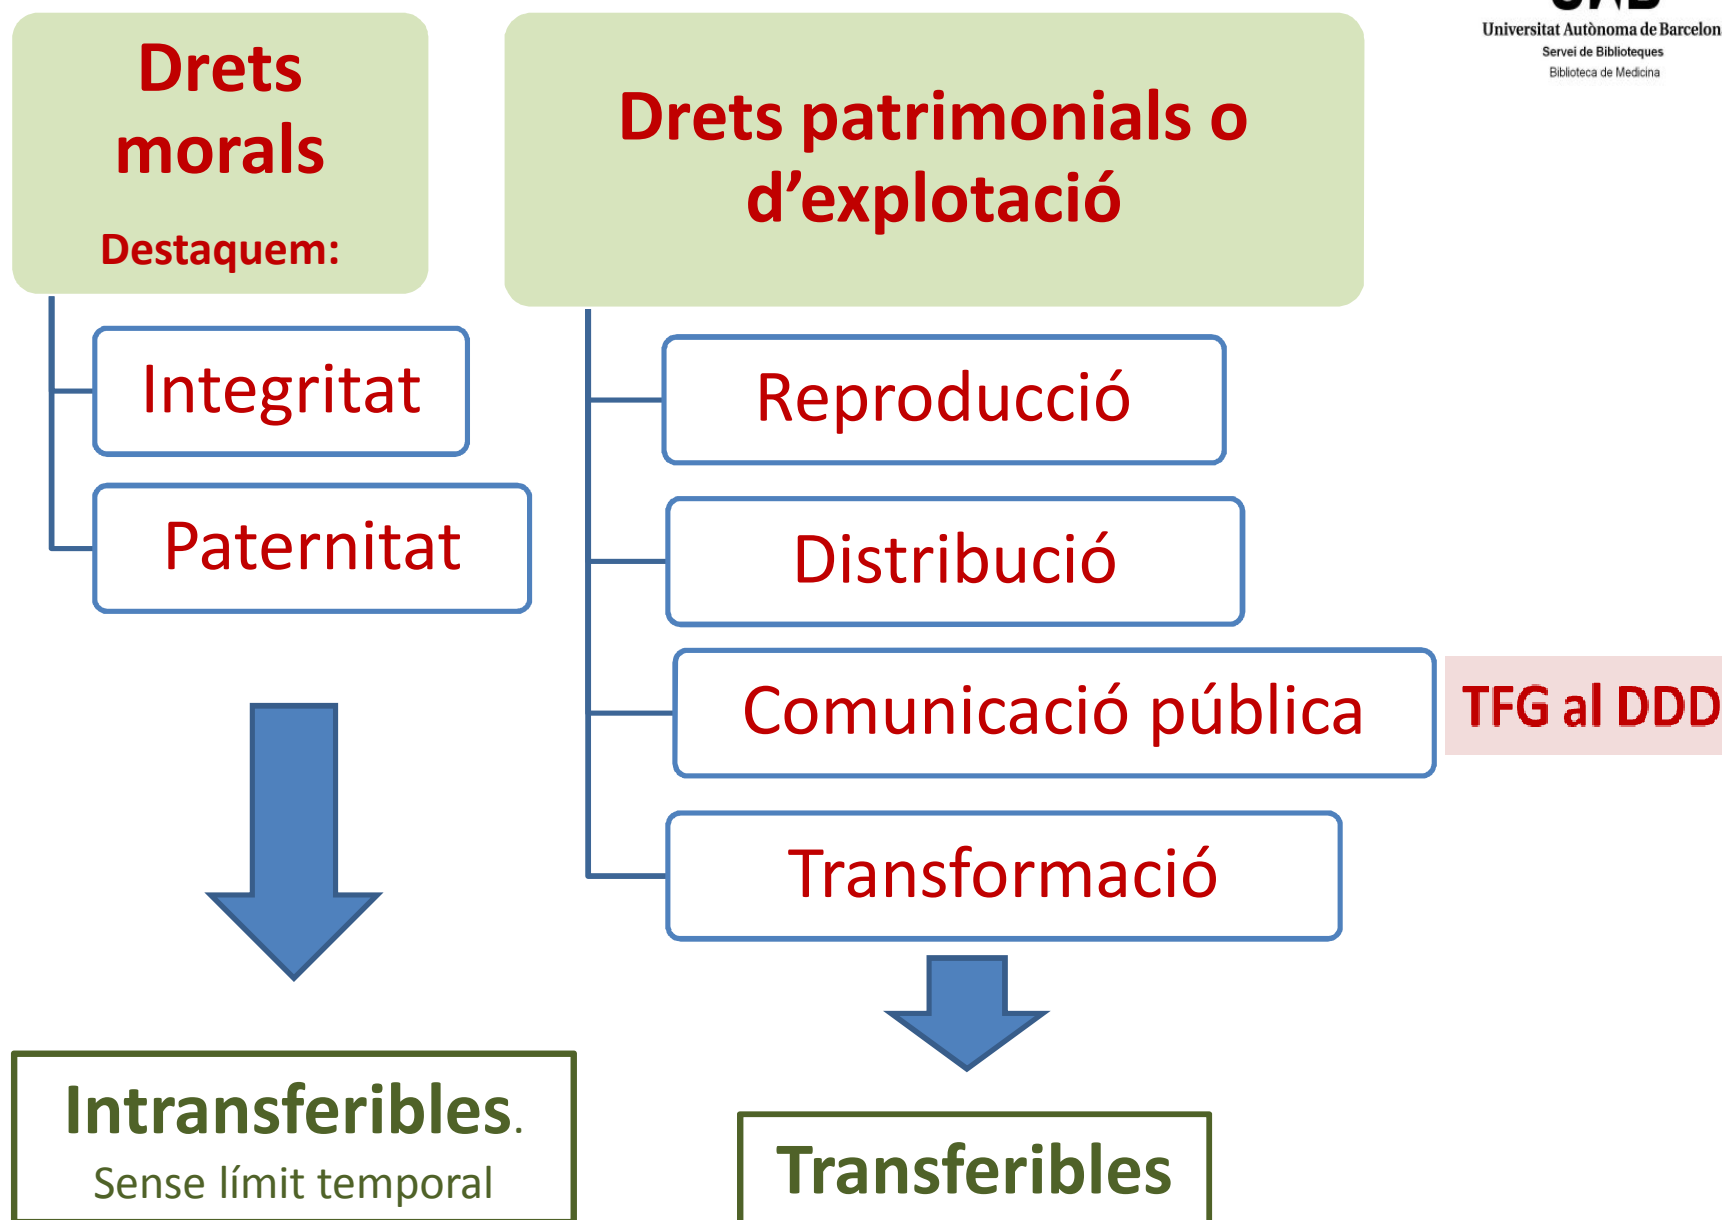 UAB
Universitat Autònoma de Barcelon
Servei de Biblioteques
Biblioteca de Medicina
Drets
morals
Destaquem:
Integritat
Paternitat
Intransferibles.
Sense límit temporal
Drets patrimonials o
d'explotació
Reproducció
Distribució
Comunicació pública
TFG al DDD
Transformació
Transferibles